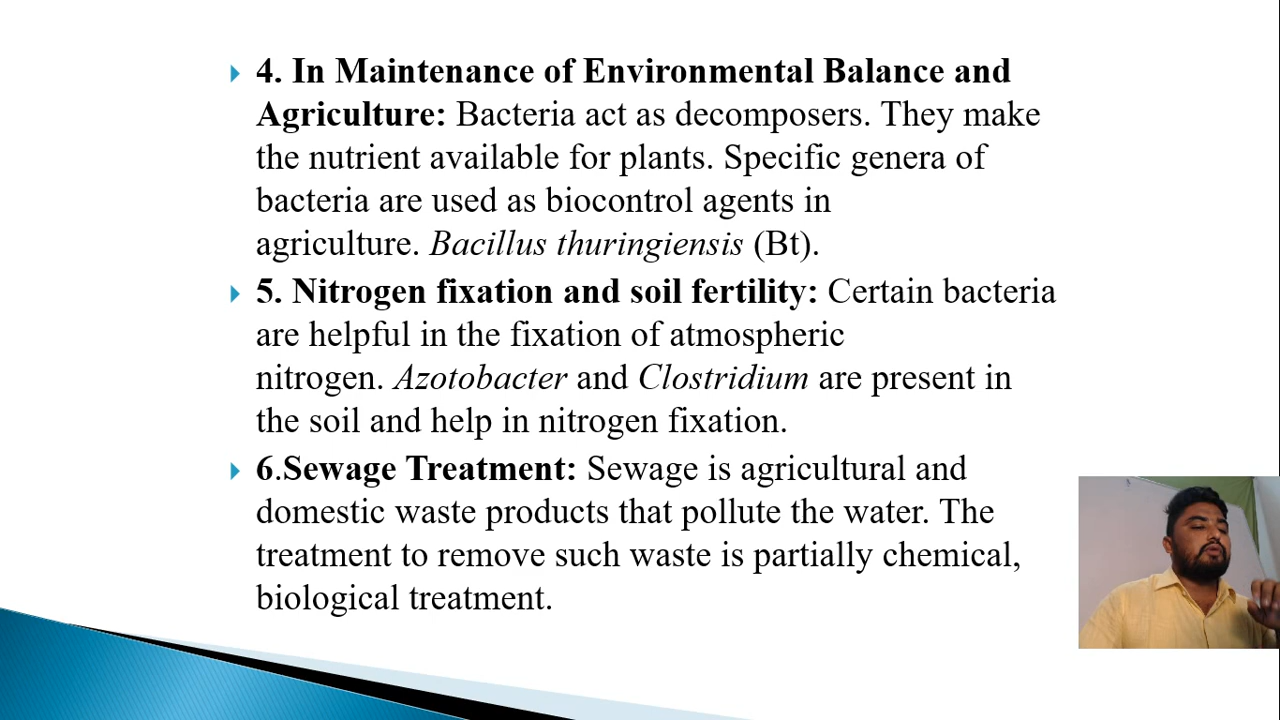 4. In Maintenance of Environmental Balance and
Agriculture: Bacteria act as decomposers. They make
the nutrient available for plants. Specific genera of
bacteria are used as biocontrol agents in
agriculture. Bacillus thuringiensis (Bt).
5. Nitrogen fixation and soil fertility: Certain bacteria
are helpful in the fixation of atmospheric
nitrogen. Azotobacter and Clostridium are present in
the soil and help in nitrogen fixation.
6.Sewage Treatment: Sewage is agricultural and
domestic waste products that pollute the water. The
treatment to remove such waste is partially chemical,
biological treatment.